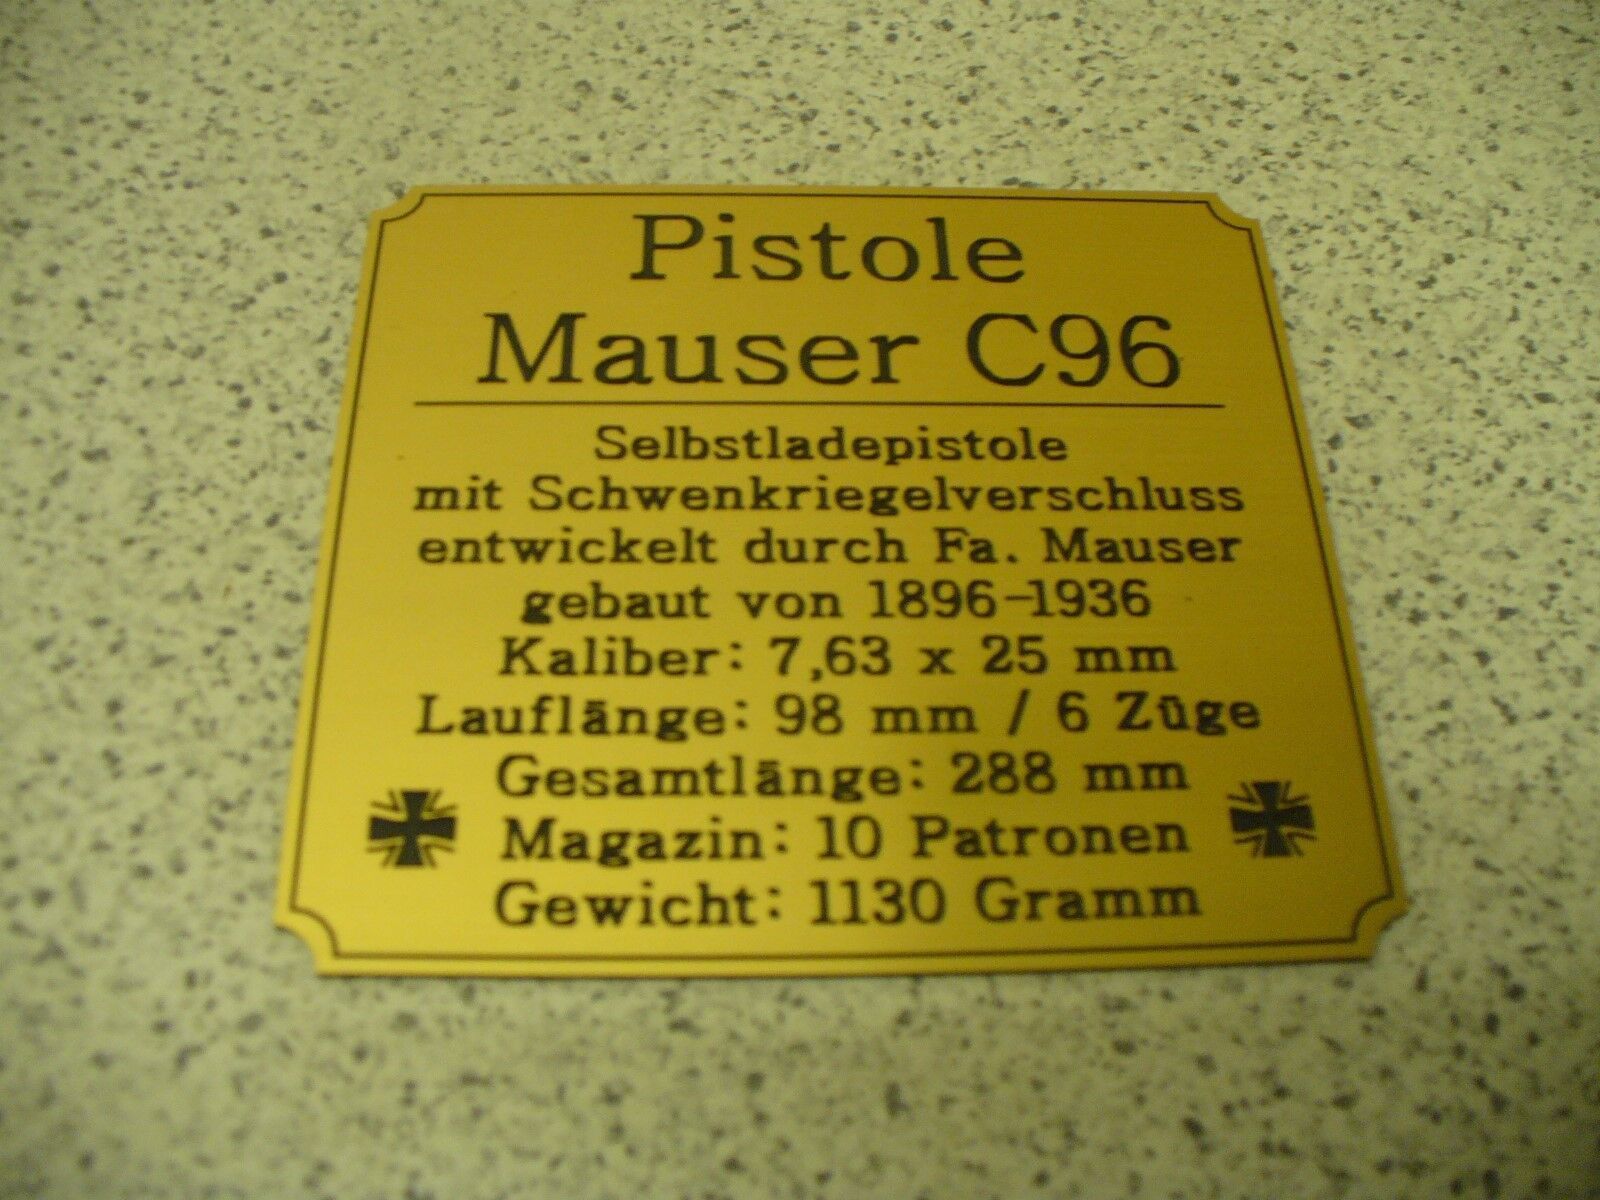 Pistole
Mauser C96
Selbstladepistole
mit Schwenkriegelverschluss
entwickelt durch Fa. Mauser
gebaut von 1896-1936
Kaliber: 7,63 x 25 mm
Lauflänge: 98 mm / 6 Züge
Gesamtlänge: 288 mm
Magazin: 10 Patronen
Gewicht: 1130 Gramm